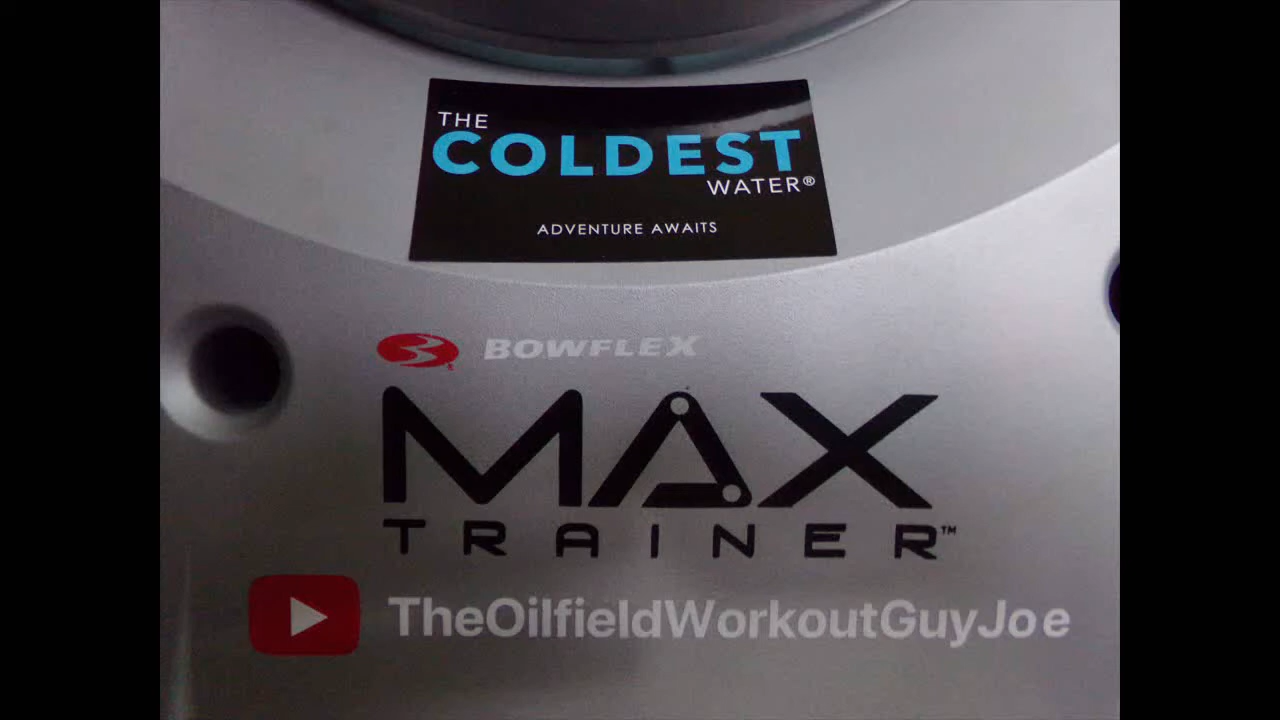 THE
COLDEST
WATER®
ADVENTURE AWAITS
BOWFLEX
MAX
TRAINER™
TheOilfieldWorkoutGuyJoe